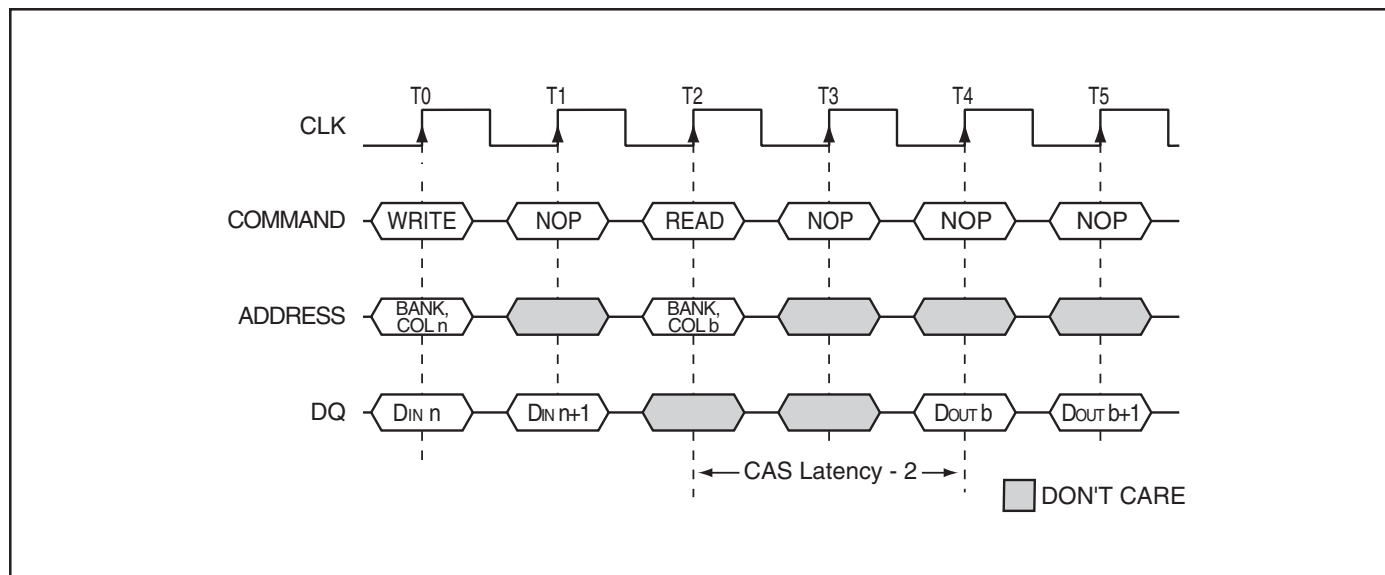 T0 T1 T2 T3 T4 T5
CLK
COMMAND WRITE NOP READ NOP NOP NOP
ADDRESS BANK, COL n BANK, COL b
DQ DIN n DIN n+1 DOUT b DOUT b+1
CAS Latency - 2
DON'T CARE